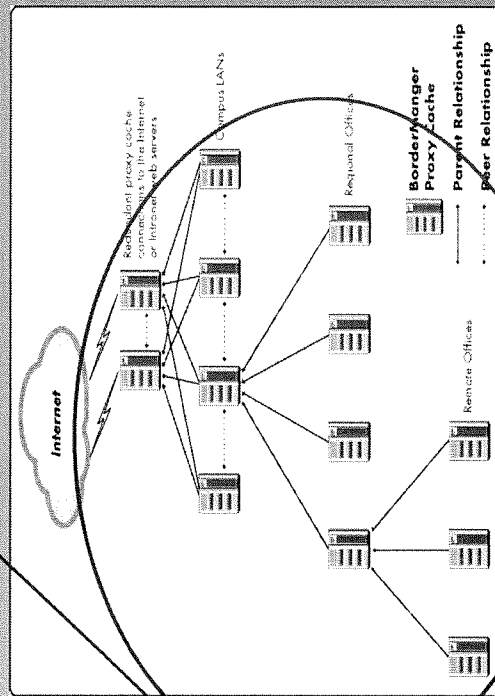 Internet
Redundant proxy cache
connections to the Internet
or Intranet web servers
Campus LANs
Regional Offices
Remote Offices
BorderManger
Proxy Cache
Parent Relationship
Peer Relationship